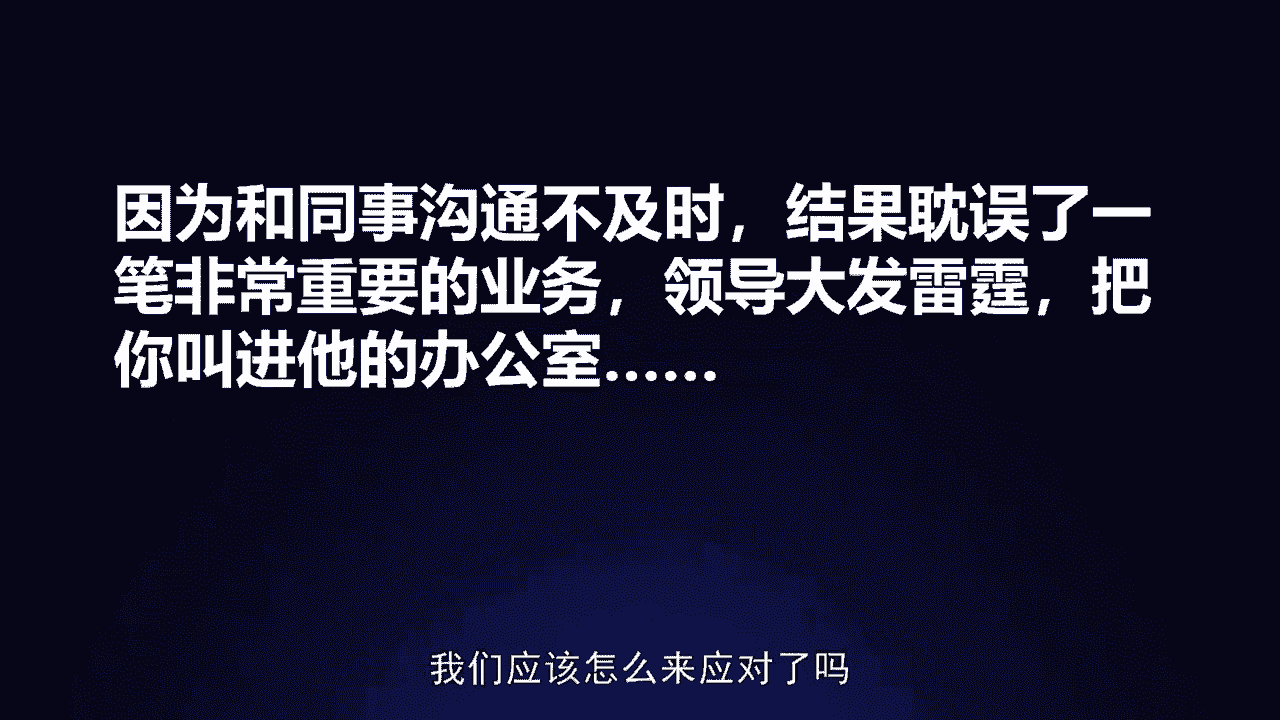 因为和同事沟通不及时，结果耽误了一
笔非常重要的业务，领导大发雷霆，把
你叫进他的办公室……
我们应该怎么来应对了吗